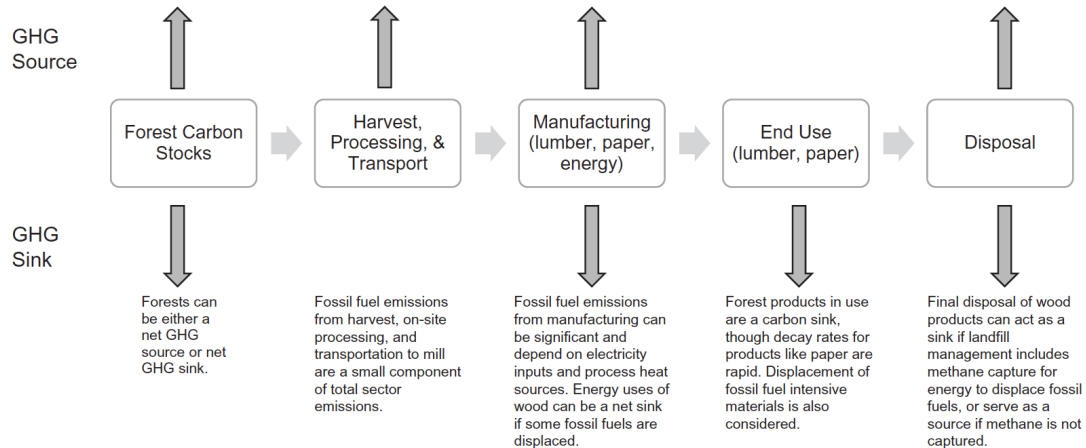 GHG
Source
Forest Carbon
Stocks
Harvest,
Processing, &
Transport
Manufacturing
(lumber, paper,
energy)
End Use
(lumber, paper)
Disposal
GHG
Sink
Forests can
be either a
net GHG
source or net
GHG sink.
Fossil fuel emissions
from harvest, on-site
processing, and
transportation to mill
are a small component
of total sector
emissions.
Fossil fuel emissions
from manufacturing can
be significant and
depend on electricity
inputs and process heat
sources. Energy uses of
wood can be a net sink
if some fossil fuels are
displaced.
Forest products in use
are a carbon sink,
though decay rates for
products like paper are
rapid. Displacement of
fossil fuel intensive
materials is also
considered.
Final disposal of wood
products can act as a
sink if landfill
management includes
methane capture for
energy to displace fossil
fuels, or serve as a
source if methane is not
captured.